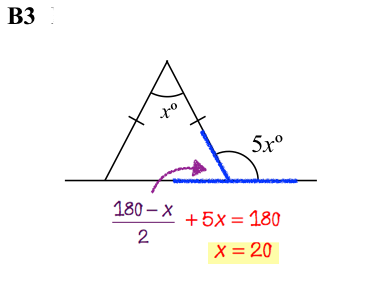 B3
x°
5x°
180 - x / 2 + 5x = 180
x = 20